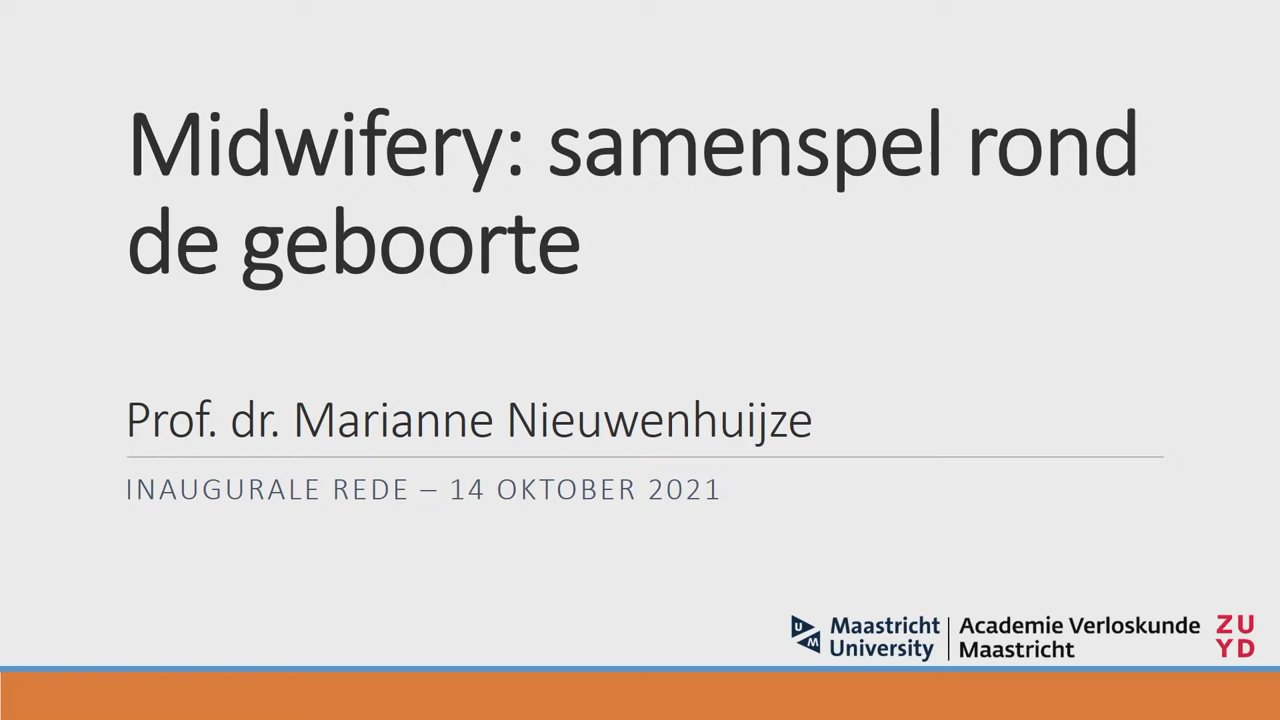 Midwifery: samenspel rond
de geboorte
Prof. dr. Marianne Nieuwenhuijze
INAUGURALE REDE – 14 OKTOBER 2021
UM
Maastricht
University
Academie Verloskunde
Maastricht
ZU
YD